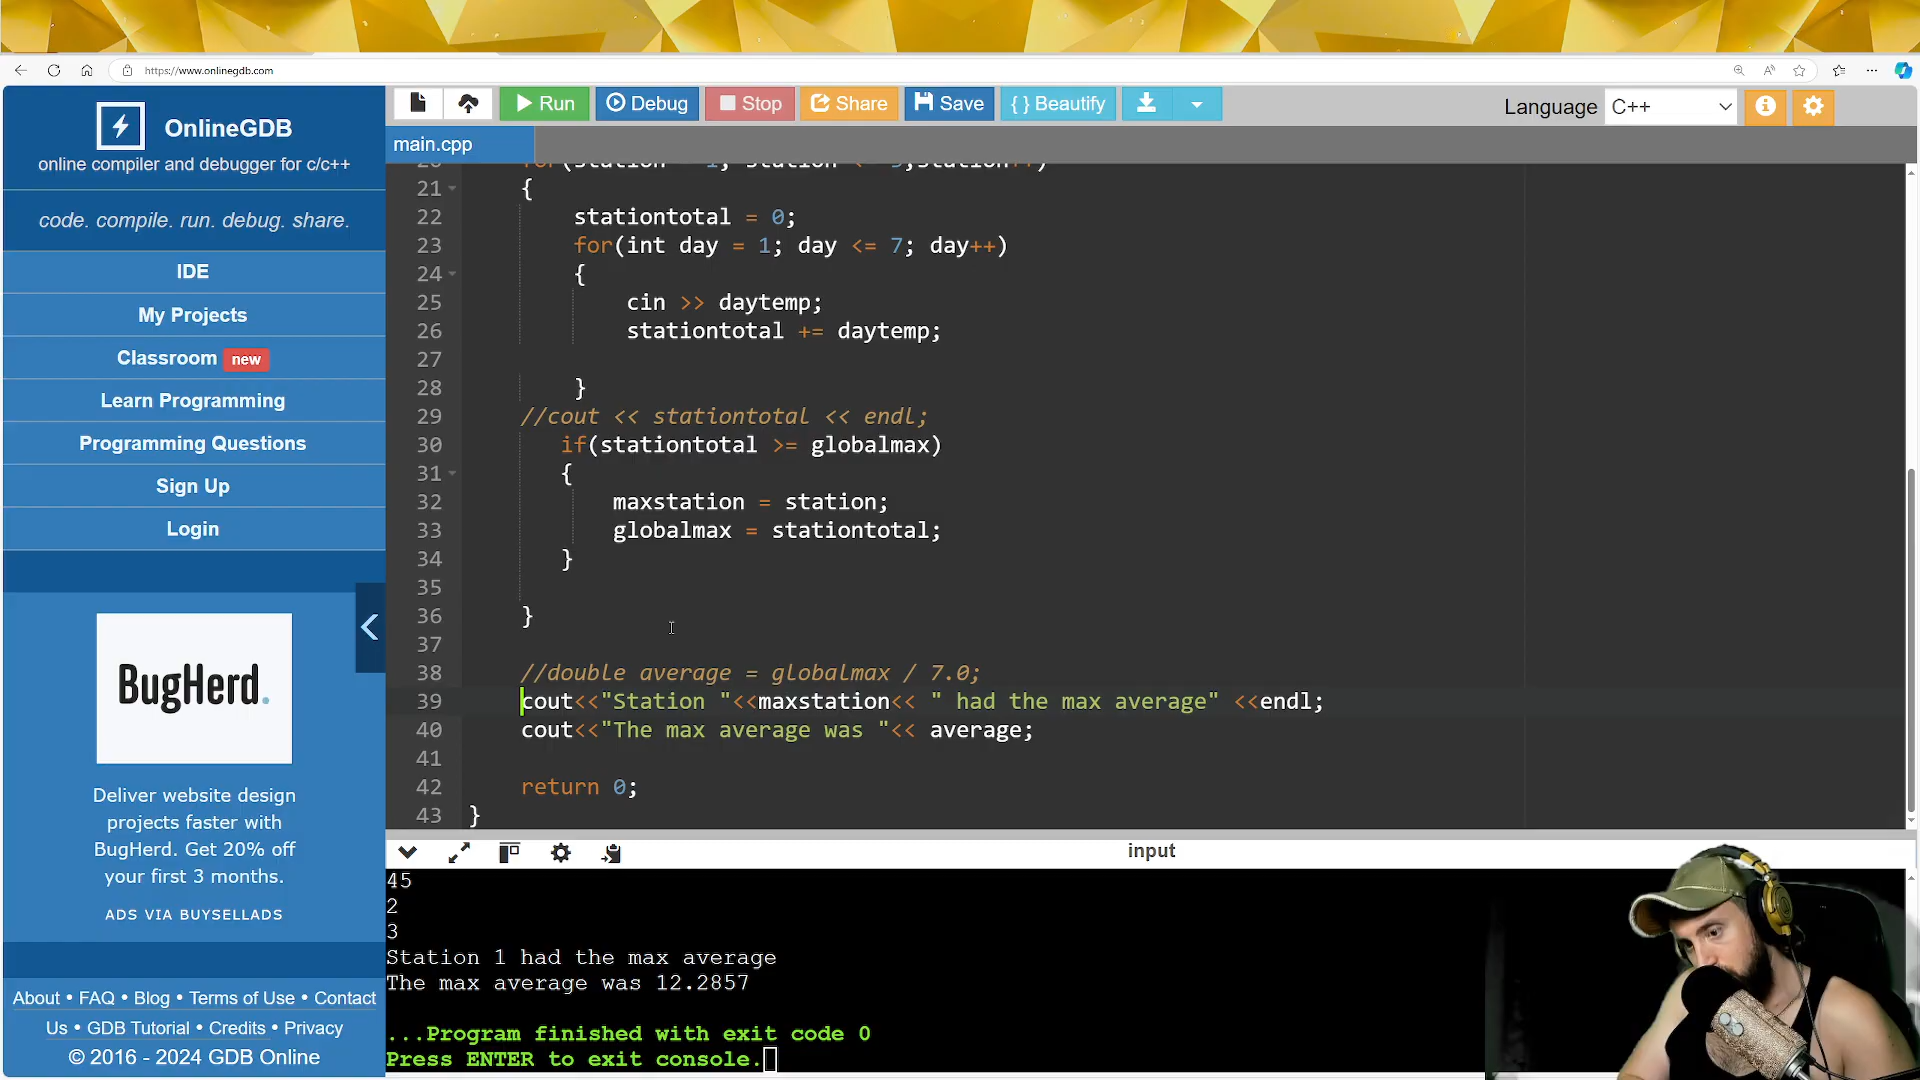 https://www.onlinegdb.com
OnlineGDB
online compiler and debugger for c/c++
code. compile. run. debug. share.
IDE
My Projects
Classroom new
Learn Programming
Programming Questions
Sign Up
Login
BugHerd.
Deliver website design
projects faster with
BugHerd. Get 20% off
your first 3 months.
ADS VIA BUYSELLADS
About • FAQ • Blog • Terms of Use • Contact
Us • GDB Tutorial • Credits • Privacy
© 2016 - 2024 GDB Online
Run Debug Stop Share Save { } Beautify Language C++
main.cpp
21 {
22 stationtotal = 0;
23 for(int day = 1; day <= 7; day++)
24 {
25 cin >> daytemp;
26 stationtotal += daytemp;
27
28 }
29 //cout << stationtotal << endl;
30 if(stationtotal >= globalmax)
31 {
32 maxstation = station;
33 globalmax = stationtotal;
34 }
35
36 }
37
38 //double average = globalmax / 7.0;
39 cout<<"Station "<<maxstation<< " had the max average" <<endl;
40 cout<<"The max average was "<< average;
41
42 return 0;
43 }
input
45
2
3
Station 1 had the max average
The max average was 12.2857
...Program finished with exit code 0
Press ENTER to exit console.